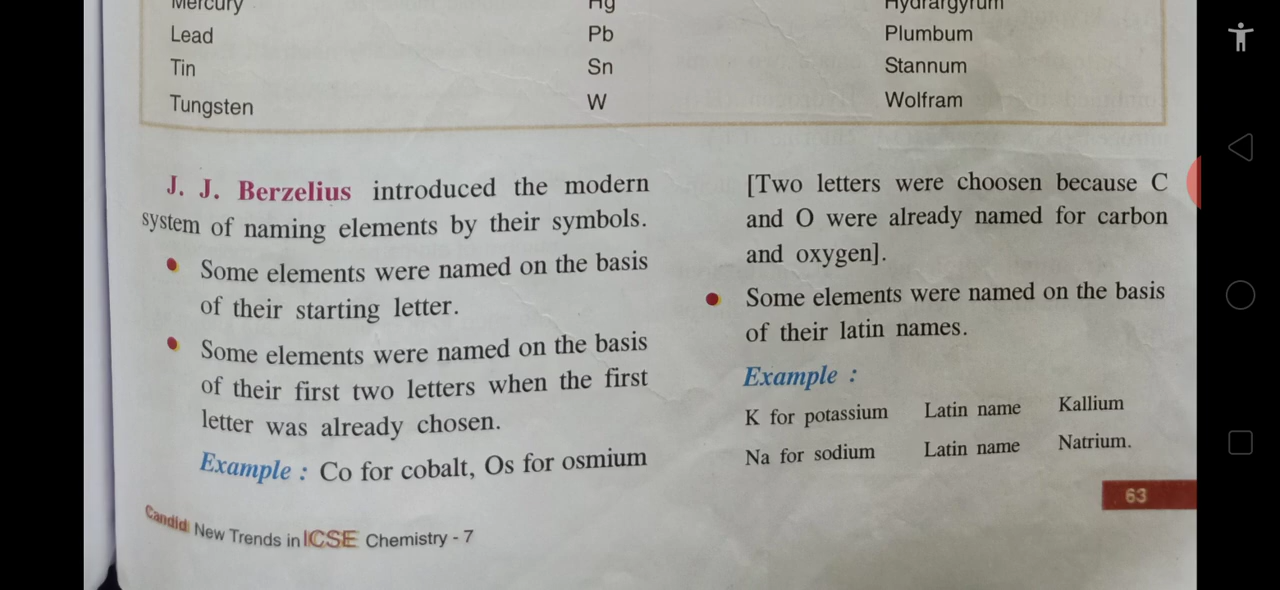 Mercury Hg Hydrargyrum
Lead Pb Plumbum
Tin Sn Stannum
Tungsten W Wolfram
J. J. Berzelius introduced the modern
system of naming elements by their symbols.
• Some elements were named on the basis
of their starting letter.
• Some elements were named on the basis
of their first two letters when the first
letter was already chosen.
Example : Co for cobalt, Os for osmium
[Two letters were choosen because C
and O were already named for carbon
and oxygen].
• Some elements were named on the basis
of their latin names.
Example :
K for potassium Latin name Kallium
Na for sodium Latin name Natrium.
63
Candid New Trends in ICSE Chemistry - 7